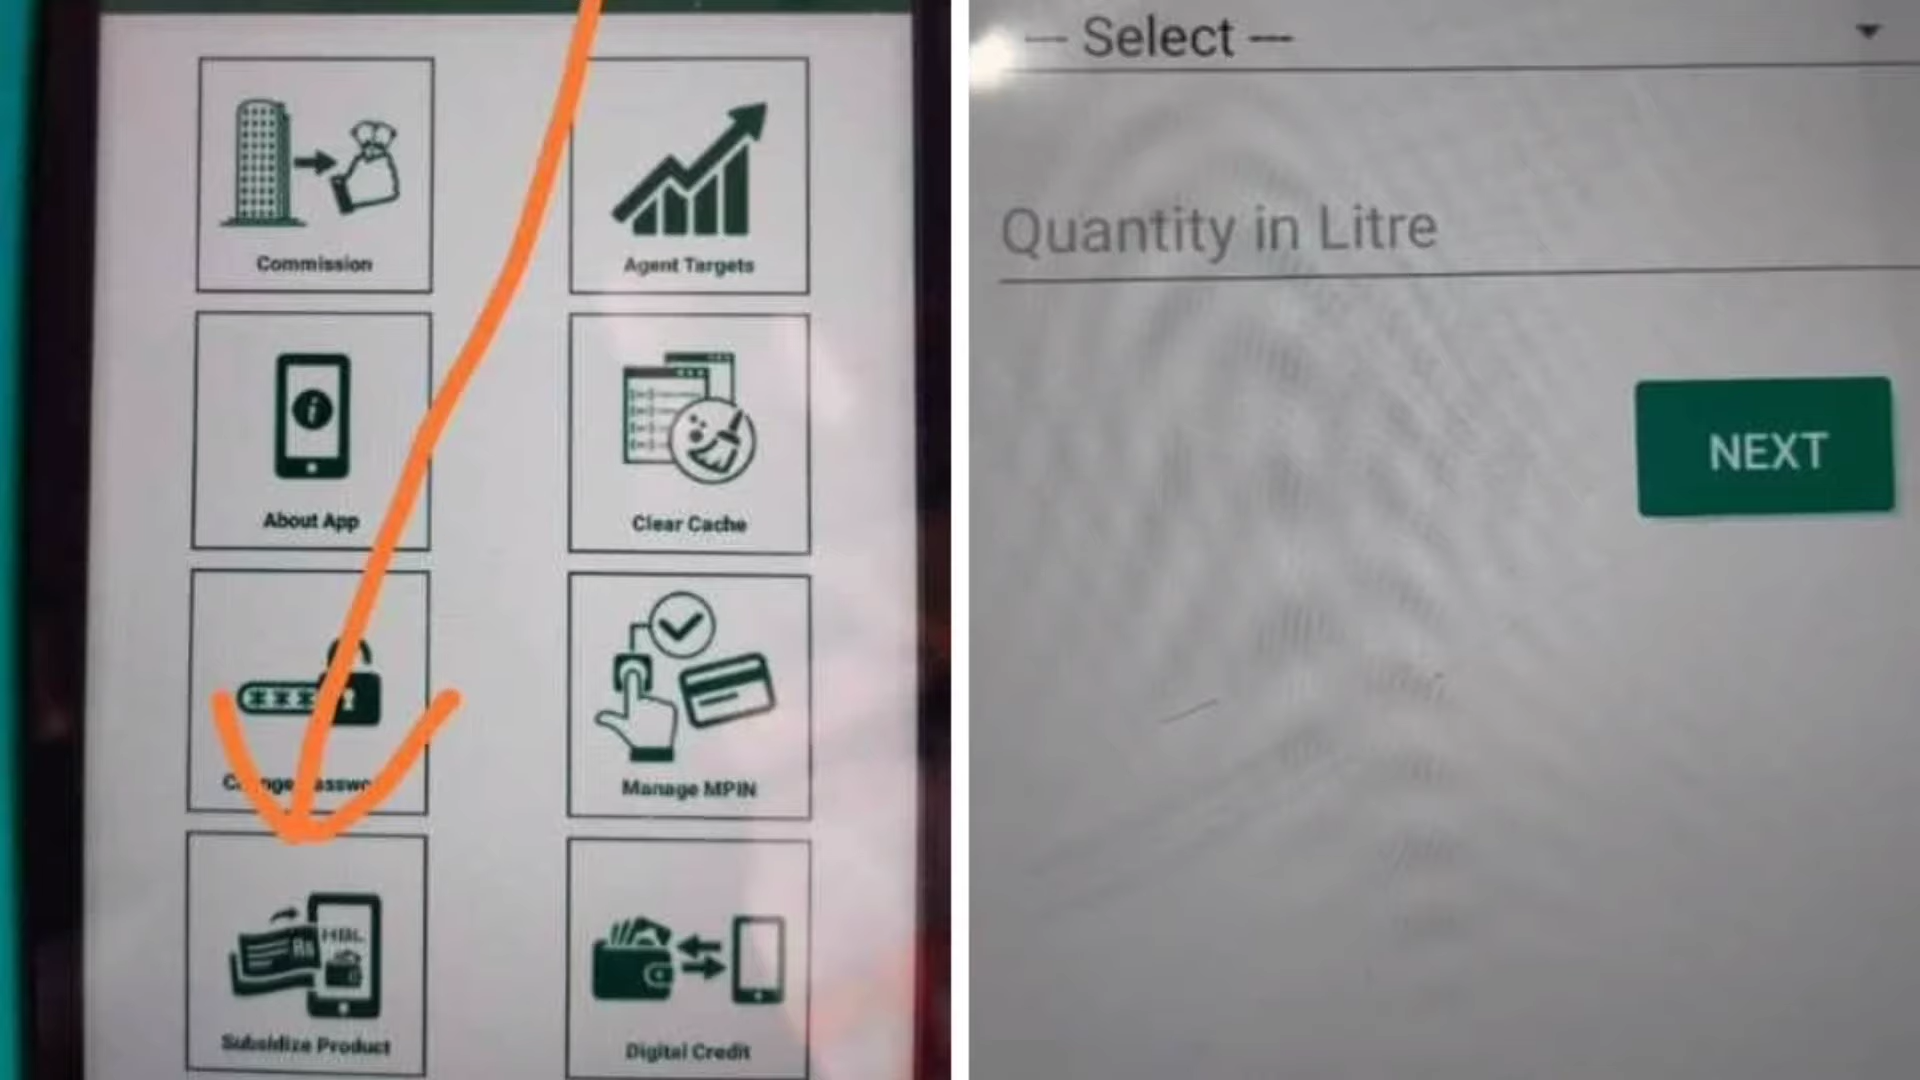 Commission
Agent Targets
About App
Clear Cache
***
Manage MPIN
Rs
HBL
Subsidize Product
Digital Credit
— Select —
Quantity in Litre
NEXT